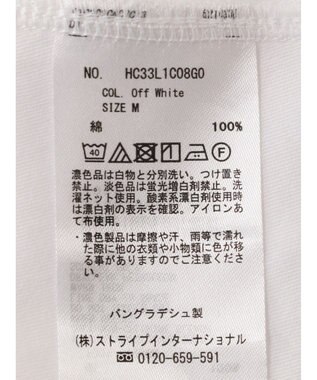 NO. HC33L1C08G0
COL. Off White
SIZE M
綿 100%
40 F
濃色品は白物と分別洗い。つけ置き
禁止。淡色品は蛍光増白剤禁止。洗
濯ネット使用。酸素系漂白剤使用時
は漂白剤の表示を確認。アイロンあ
て布使用。
・濃色製品は摩擦や汗、雨等で濡れ
た際に他の衣類や小物類に色が移
る事がありますのでご注意くださ
い。
バングラデシュ製
(株)ストライプインターナショナル
0120-659-591